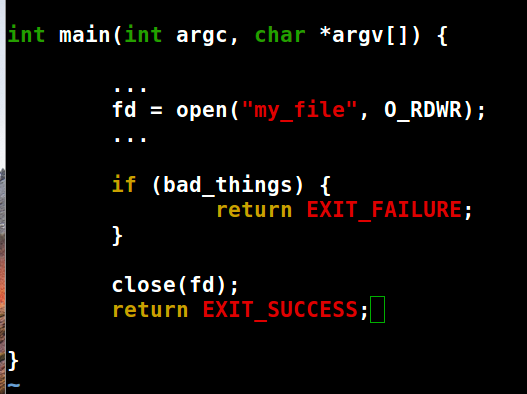 int main(int argc, char *argv[]) {
...
fd = open("my_file", O_RDWR);
...
if (bad_things) {
return EXIT_FAILURE;
}
close(fd);
return EXIT_SUCCESS;
}
~